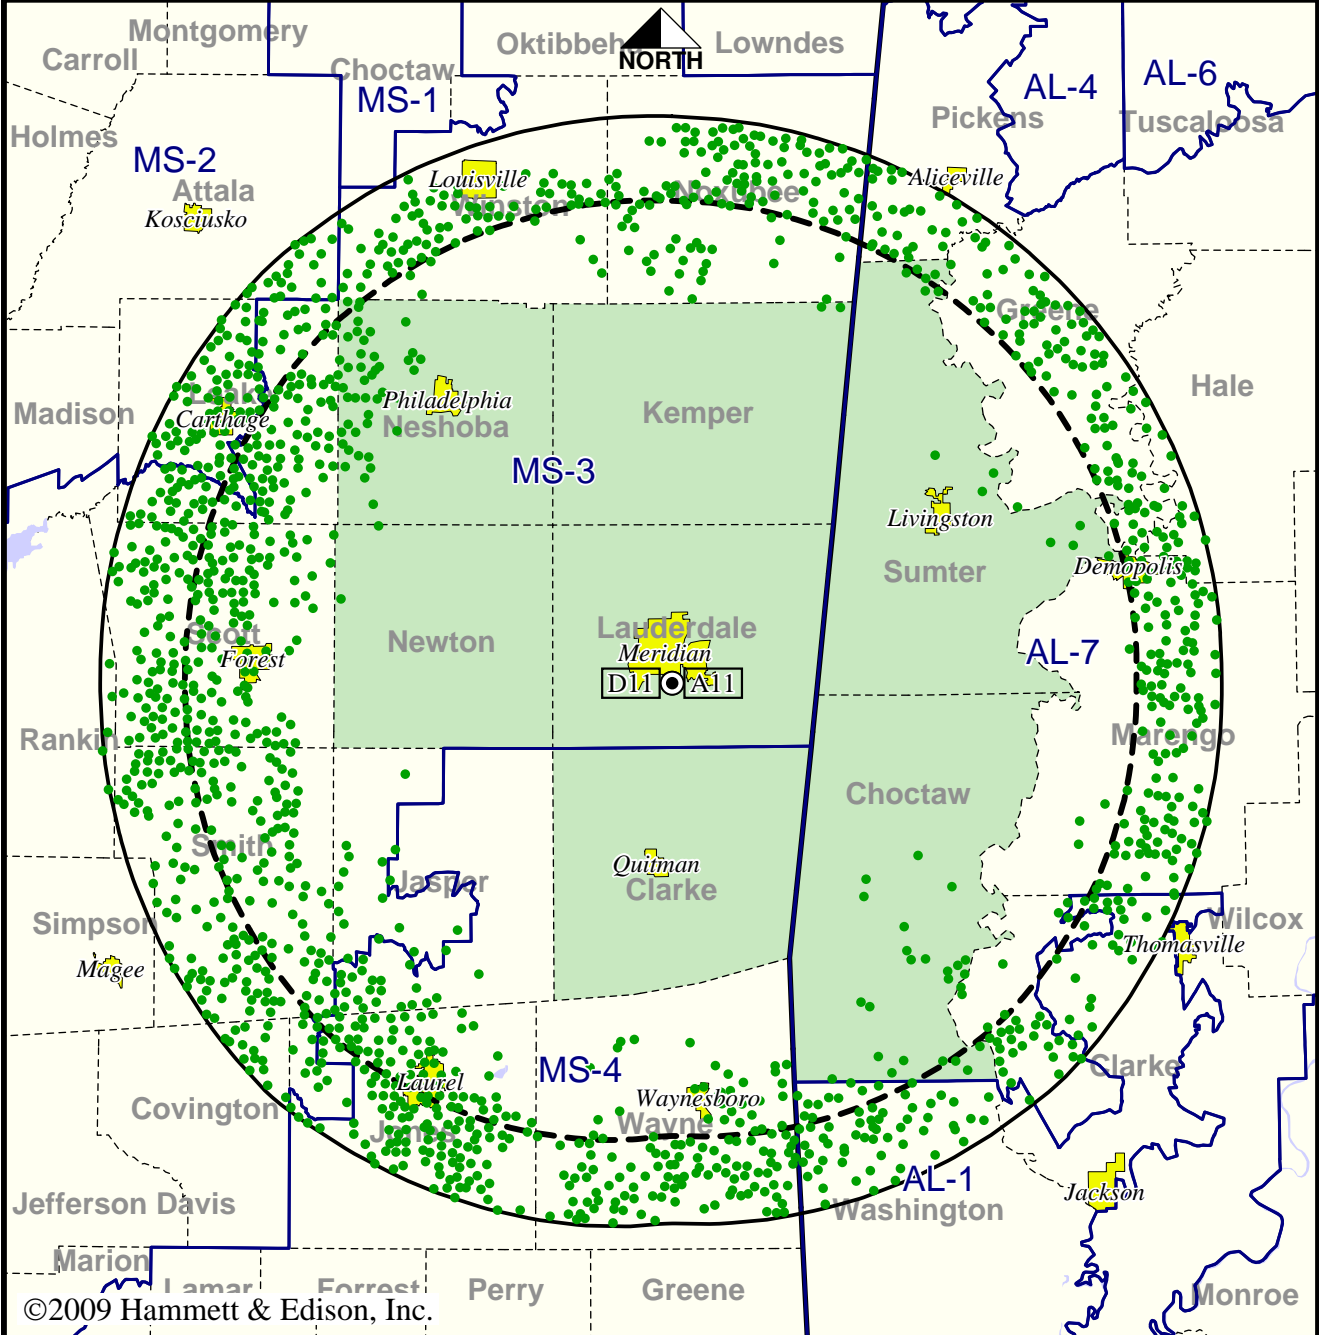 Montgomery
Oktibbeha
Lowndes
Carroll
NORTH
Choctaw
AL-4
AL-6
MS-1
Holmes
Pickens
Tuscaloosa
MS-2
Attala
Louisville
Aliceville
Kosciusko
Winston
Noxubee
Greene
Leake
Hale
Madison
Carthage
Philadelphia
Neshoba
Kemper
MS-3
Livingston
Demopolis
Sumter
Scott
Forest
Newton
Lauderdale
Meridian
AL-7
D11
A11
Rankin
Marengo
Choctaw
Smith
Jasper
Quitman
Clarke
Simpson
Wilcox
Magee
Thomasville
MS-4
Clarke
Laurel
Waynesboro
Covington
Jones
Wayne
AL-1
Jackson
Jefferson Davis
Washington
Marion
Lamar
Forrest
Perry
Greene
Monroe
©2009 Hammett & Edison, Inc.